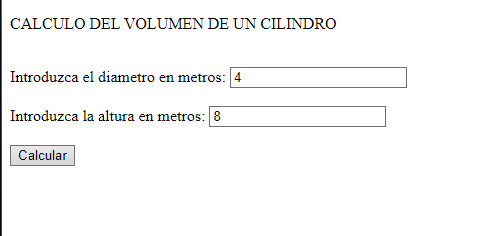 CALCULO DEL VOLUMEN DE UN CILINDRO
Introduzca el diametro en metros: 4
Introduzca la altura en metros: 8
Calcular